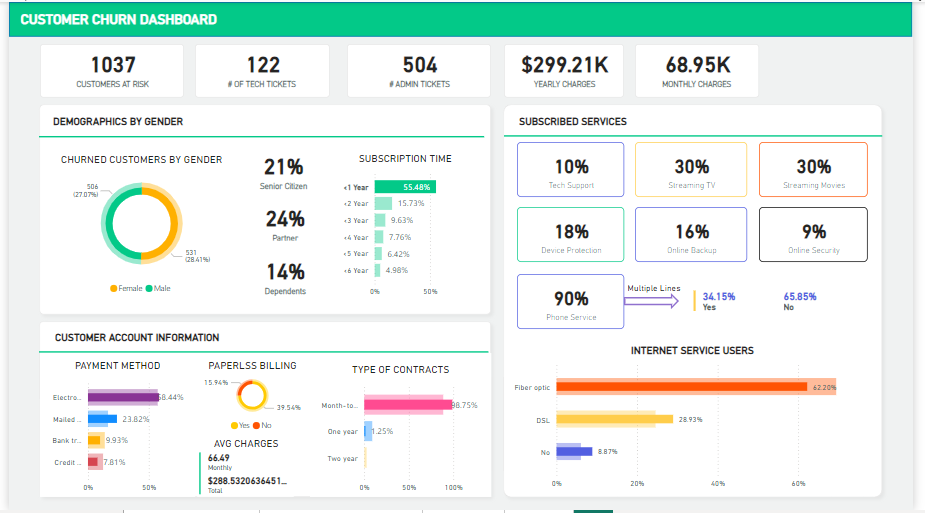 CUSTOMER CHURN DASHBOARD
1037
CUSTOMERS AT RISK
122
# OF TECH TICKETS
504
# ADMIN TICKETS
$299.21K
YEARLY CHARGES
68.95K
MONTHLY CHARGES
DEMOGRAPHICS BY GENDER
CHURNED CUSTOMERS BY GENDER
506
(27.07%)
531
(28.41%)
Female
Male
21%
Senior Citizen
24%
Partner
14%
Dependents
SUBSCRIPTION TIME
<1 Year 55.48%
<2 Year 15.73%
<3 Year 9.63%
<4 Year 7.76%
<5 Year 6.42%
<6 Year 4.98%
0% 50%
SUBSCRIBED SERVICES
10%
Tech Support
30%
Streaming TV
30%
Streaming Movies
18%
Device Protection
16%
Online Backup
9%
Online Security
90%
Phone Service
Multiple Lines
34.15%
Yes
65.85%
No
INTERNET SERVICE USERS
Fiber optic 62.20%
DSL 28.93%
No 8.87%
0% 20% 40% 60%
CUSTOMER ACCOUNT INFORMATION
PAYMENT METHOD
Electro... 58.44%
Mailed ... 23.82%
Bank tr... 9.93%
Credit ... 7.81%
0% 50%
PAPERLSS BILLING
15.94%
39.54%
Yes
No
AVG CHARGES
66.49
Monthly
$288.5320636451...
Total
TYPE OF CONTRACTS
Month-to... 98.75%
One year 1.25%
Two year
0% 50% 100%